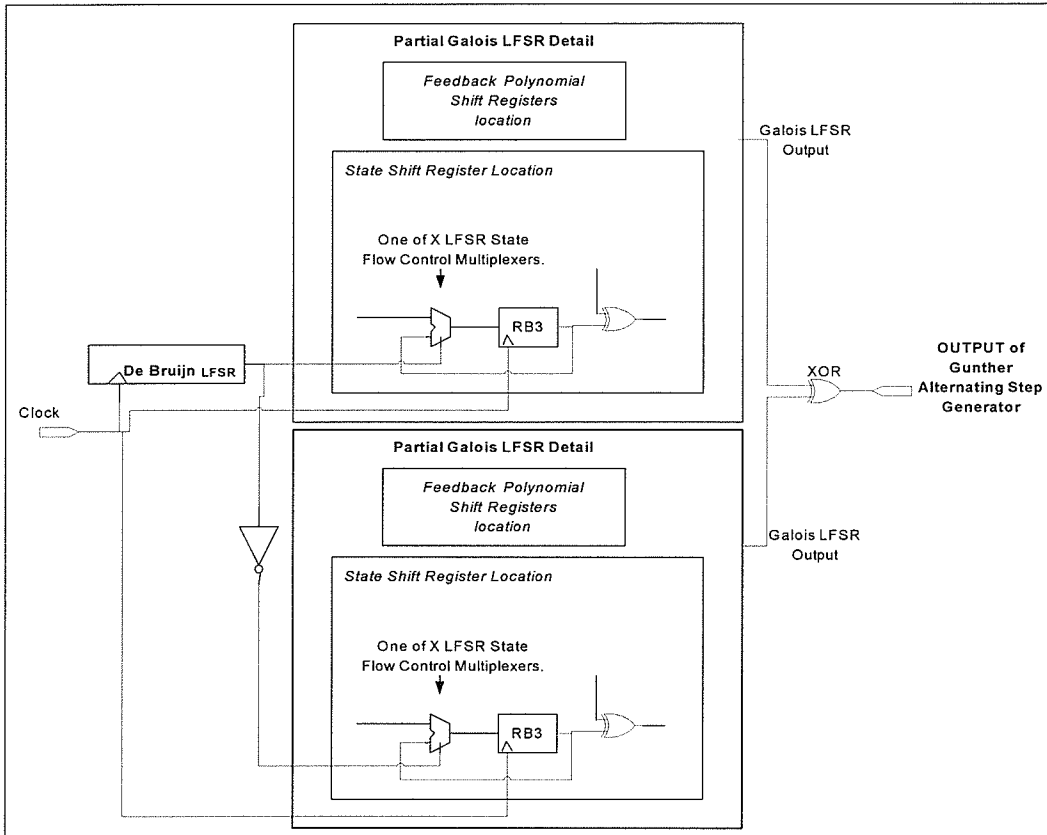 Partial Galois LFSR Detail
Feedback Polynomial
Shift Registers
location
Galois LFSR
Output
State Shift Register Location
One of X LFSR State
Flow Control Multiplexers.
RB3
De Bruijn LFSR
Clock
XOR
OUTPUT of
Gunther
Alternating Step
Generator
Partial Galois LFSR Detail
Feedback Polynomial
Shift Registers
location
Galois LFSR
Output
State Shift Register Location
One of X LFSR State
Flow Control Multiplexers.
RB3